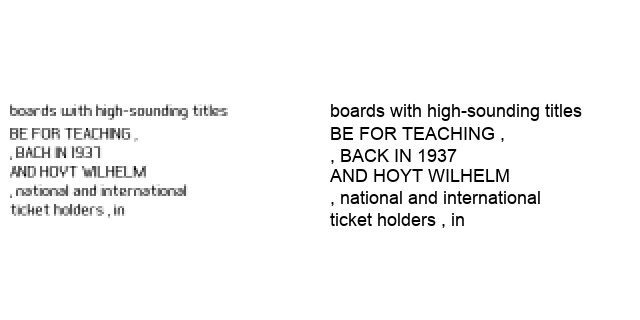 boards with high-sounding titles
BE FOR TEACHING ,
, BACK IN 1937
AND HOYT WILHELM
, national and international
ticket holders , in
boards with high-sounding titles
BE FOR TEACHING ,
, BACK IN 1937
AND HOYT WILHELM
, national and international
ticket holders , in